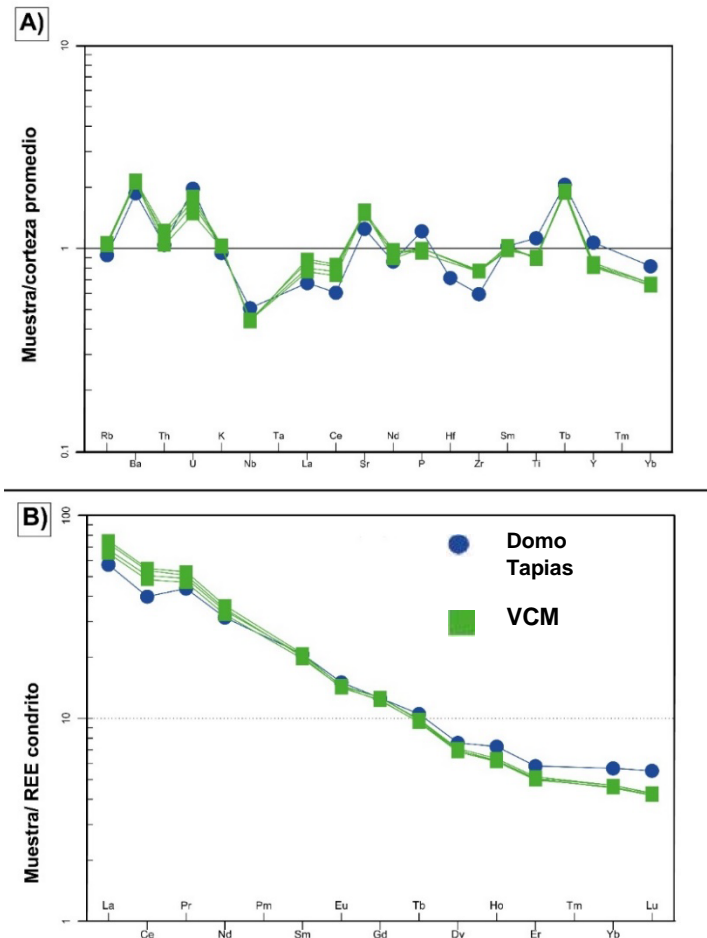 A)
10
Muestra/corteza promedio
1
0.1
Rb Th K Ta Ce Nd Hf Sm Tb Tm
Ba U Nb La Sr P Zr Ti Y Yb
B)
100
Domo
Tapias
VCM
Muestra/ REE condrito
10
1
La Pr Pm Eu Tb Ho Tm Lu
Ce Nd Sm Gd Dy Er Yb